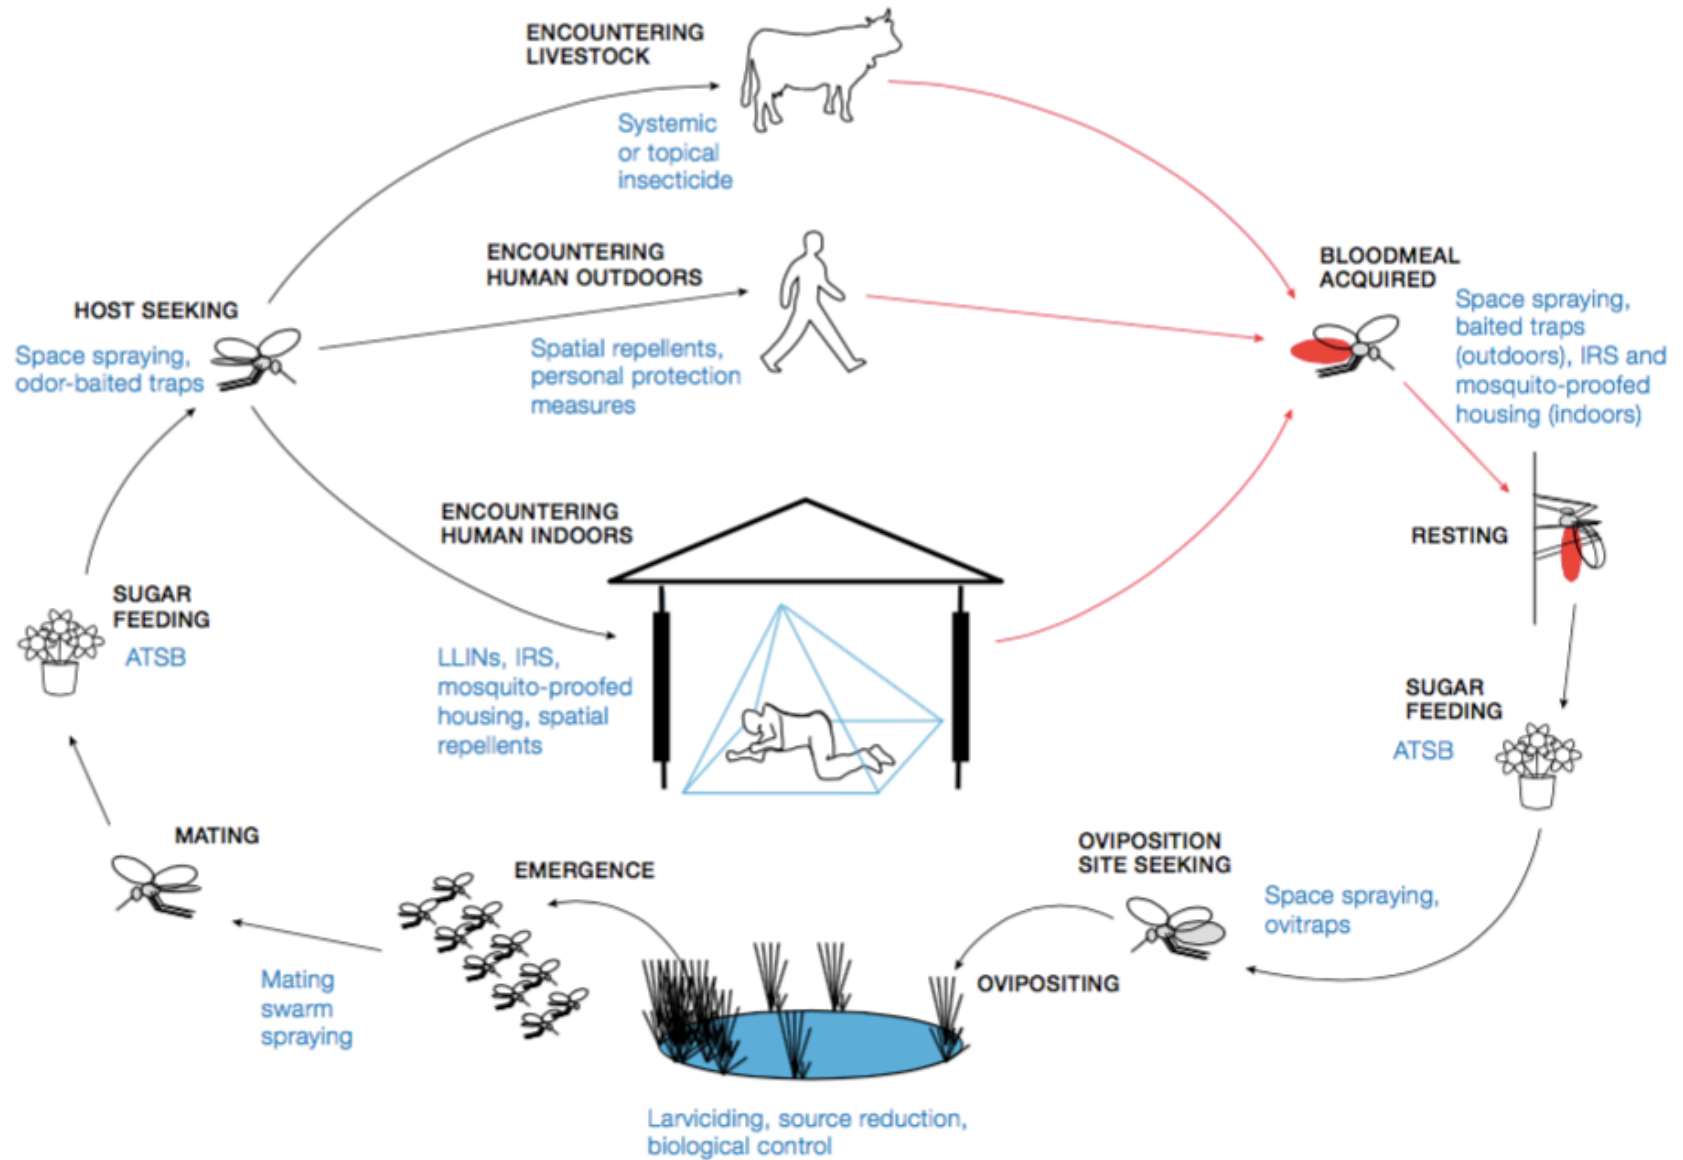 ENCOUNTERING
LIVESTOCK
Systemic
or topical
insecticide
ENCOUNTERING
HUMAN OUTDOORS
Spatial repellents,
personal protection
measures
HOST SEEKING
Space spraying,
odor-baited traps
BLOODMEAL
ACQUIRED
Space spraying,
baited traps
(outdoors), IRS and
mosquito-proofed
housing (indoors)
ENCOUNTERING
HUMAN INDOORS
LLINs, IRS,
mosquito-proofed
housing, spatial
repellents
RESTING
SUGAR
FEEDING
ATSB
SUGAR
FEEDING
ATSB
MATING
EMERGENCE
OVIPOSITION
SITE SEEKING
Space spraying,
ovitraps
Mating
swarm
spraying
OVIPOSITING
Larviciding, source reduction,
biological control